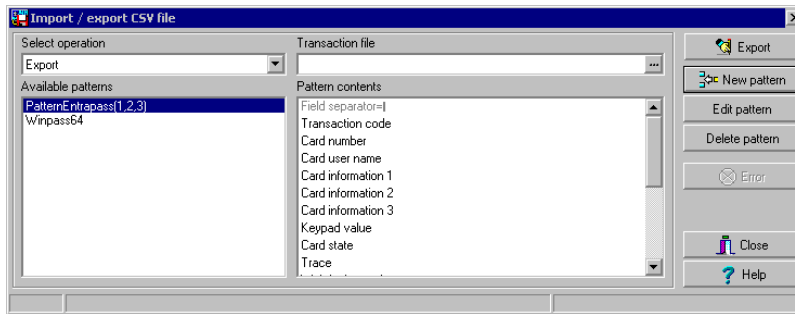 Import / export CSV file
Select operation
Export
Available patterns
PatternEntrapass(1,2,3)
Winpass64
Transaction file
...
Pattern contents
Field separator=|
Transaction code
Card number
Card user name
Card information 1
Card information 2
Card information 3
Keypad value
Card state
Trace
Export
New pattern
Edit pattern
Delete pattern
Error
Close
Help